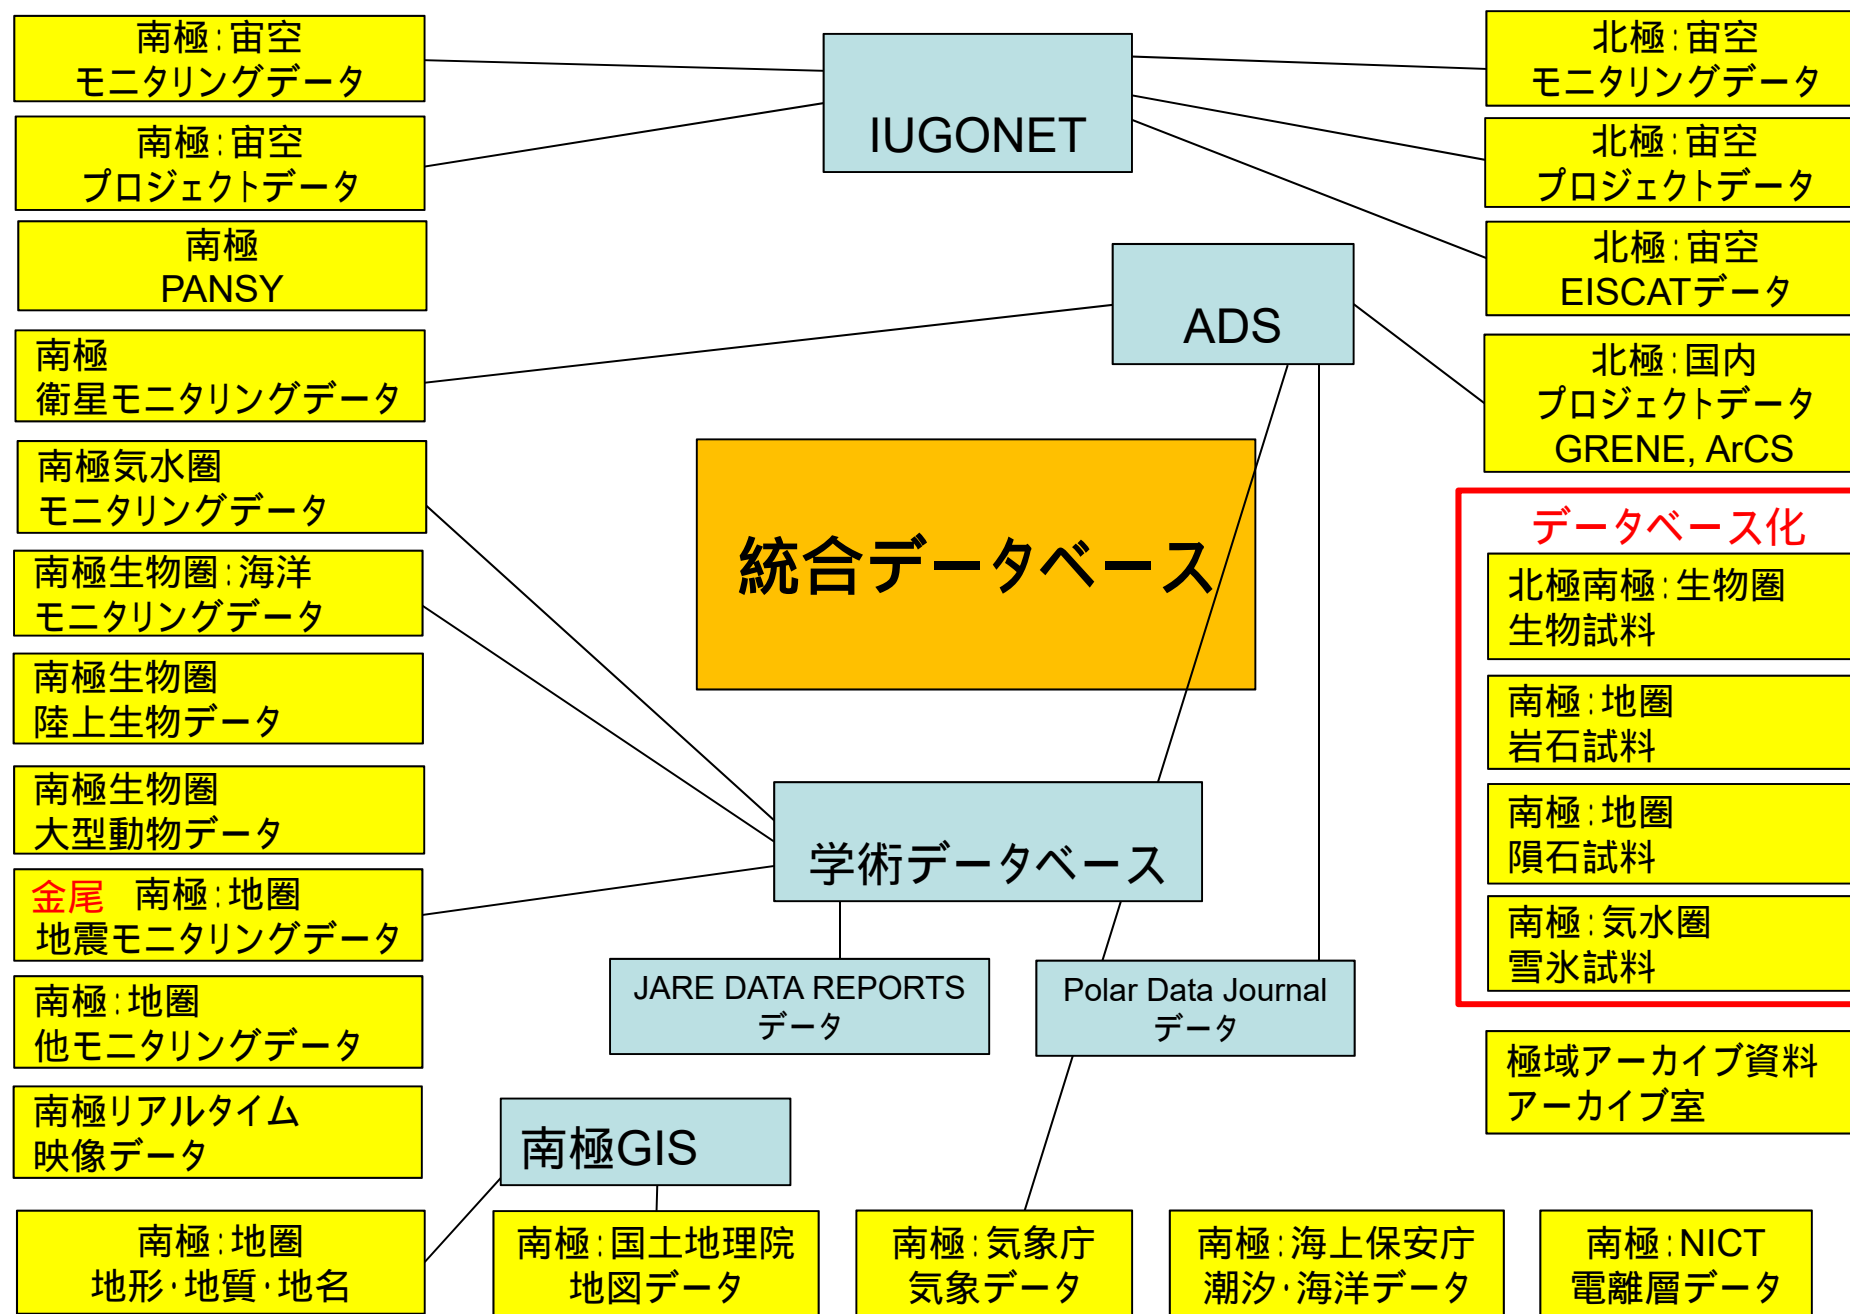 南極:宙空
モニタリングデータ
南極:宙空
プロジェクトデータ
南極
PANSY
南極
衛星モニタリングデータ
南極気水圏
モニタリングデータ
南極生物圏:海洋
モニタリングデータ
南極生物圏
陸上生物データ
南極生物圏
大型動物データ
金尾 南極:地圏
地震モニタリングデータ
南極:地圏
他モニタリングデータ
南極リアルタイム
映像データ
南極:地圏
地形・地質・地名
IUGONET
ADS
統合データベース
学術データベース
JARE DATA REPORTS
データ
Polar Data Journal
データ
南極GIS
南極:国土地理院
地図データ
南極:気象庁
気象データ
南極:海上保安庁
潮汐・海洋データ
南極:NICT
電離層データ
北極:宙空
モニタリングデータ
北極:宙空
プロジェクトデータ
北極:宙空
EISCATデータ
北極:国内
プロジェクトデータ
GRENE, ArCS
データベース化
北極南極:生物圏
生物試料
南極:地圏
岩石試料
南極:地圏
隕石試料
南極:気水圏
雪氷試料
極域アーカイブ資料
アーカイブ室